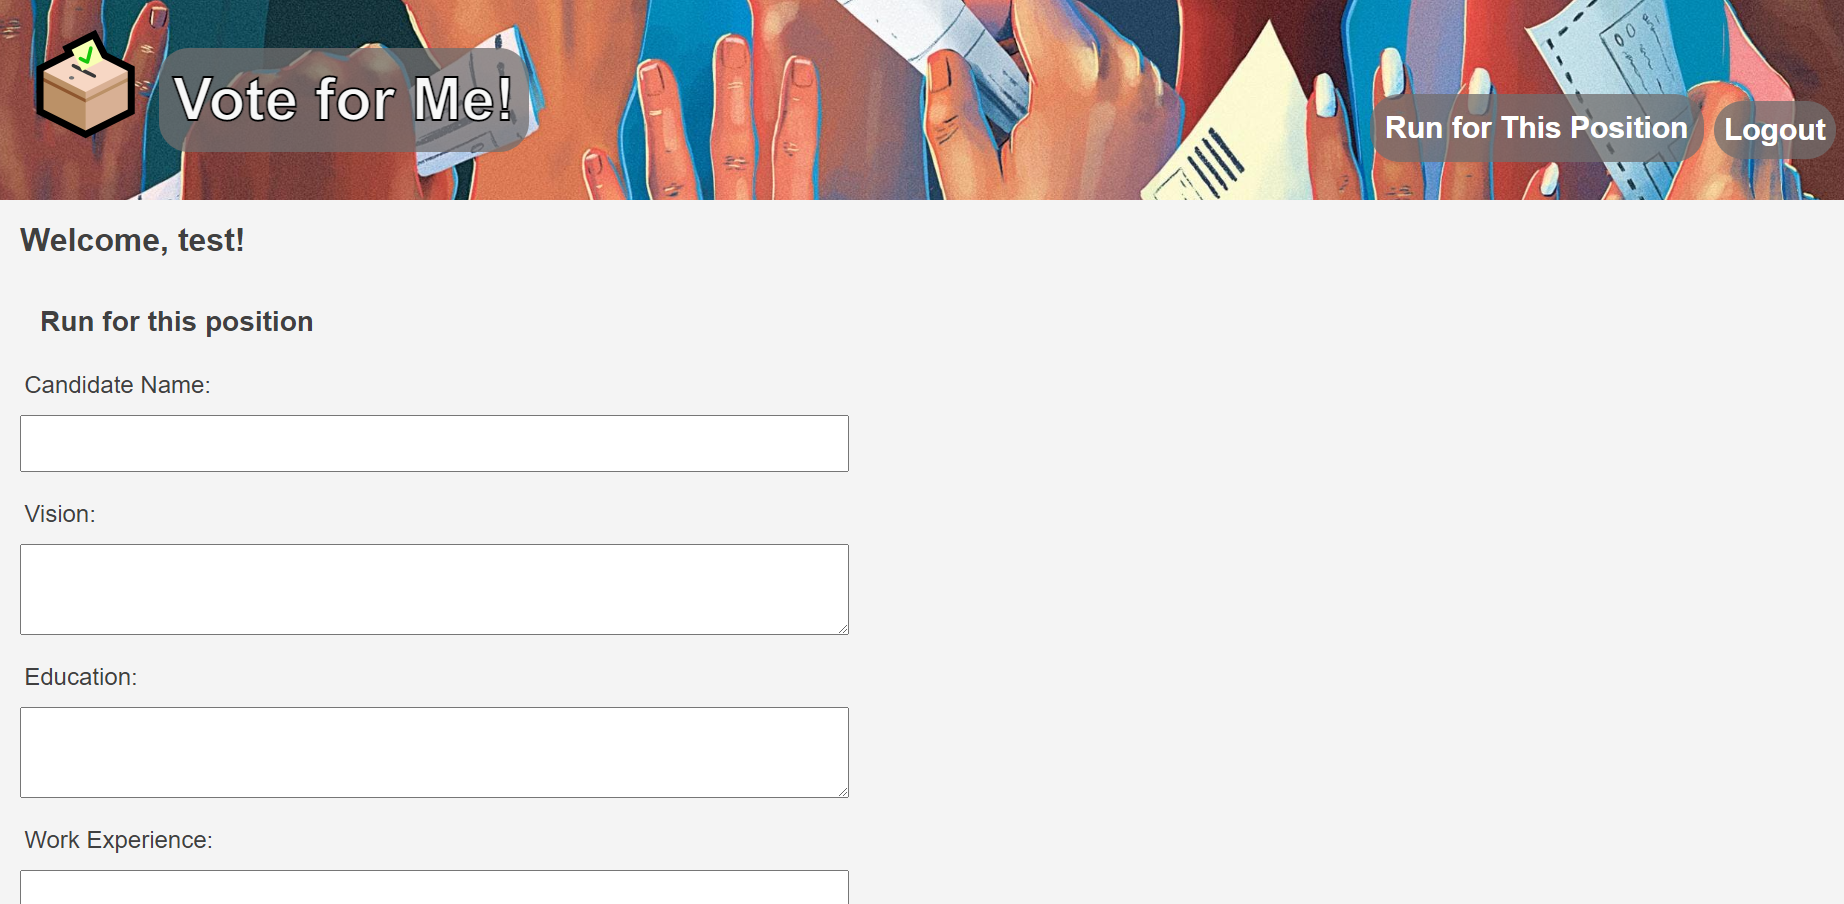 Vote for Me!
Run for This Position
Logout
Welcome, test!
Run for this position
Candidate Name:
Vision:
Education:
Work Experience: